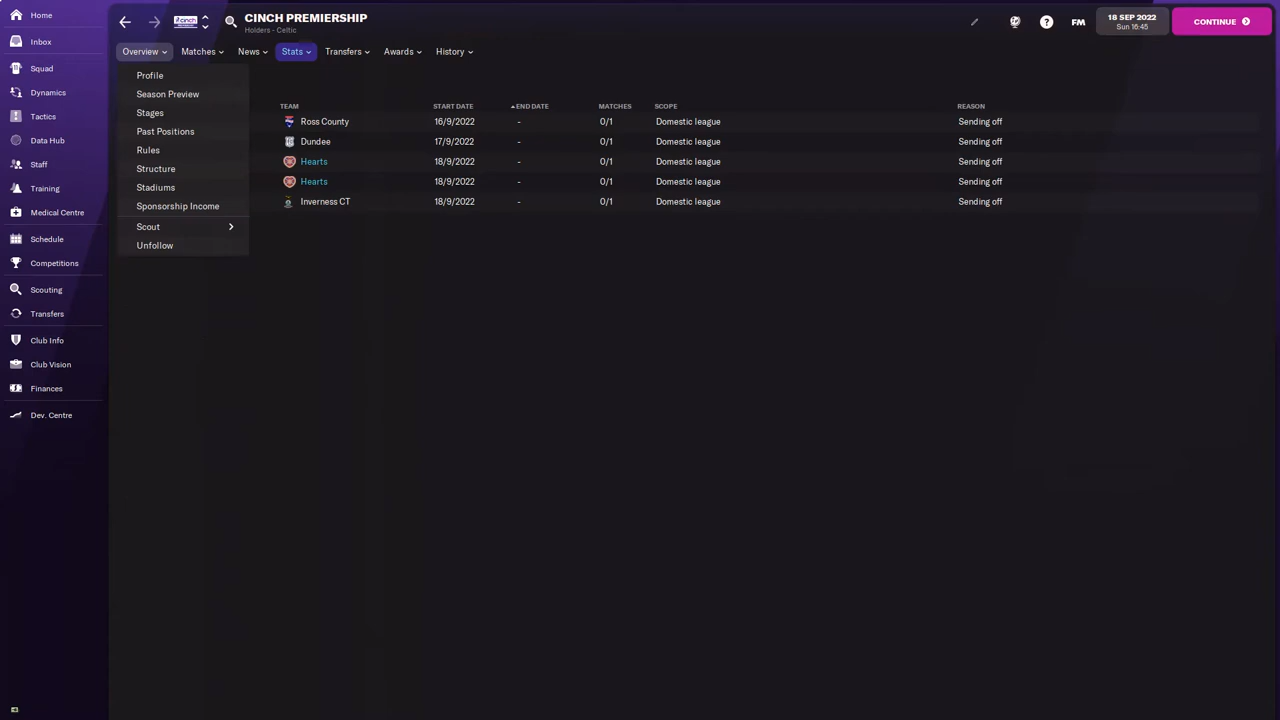 Home
Inbox
Squad
Dynamics
Tactics
Data Hub
Staff
Training
Medical Centre
Schedule
Competitions
Scouting
Transfers
Club Info
Club Vision
Finances
Dev. Centre
cinch
CINCH PREMIERSHIP
Holders - Celtic
FM
18 SEP 2022
Sun 16:45
CONTINUE
Overview Matches News Stats Transfers Awards History
Profile
Season Preview
Stages
Past Positions
Rules
Structure
Stadiums
Sponsorship Income
Scout
Unfollow
TEAM START DATE END DATE MATCHES SCOPE REASON
Ross County 16/9/2022 - 0/1 Domestic league Sending off
Dundee 17/9/2022 - 0/1 Domestic league Sending off
Hearts 18/9/2022 - 0/1 Domestic league Sending off
Hearts 18/9/2022 - 0/1 Domestic league Sending off
Inverness CT 18/9/2022 - 0/1 Domestic league Sending off